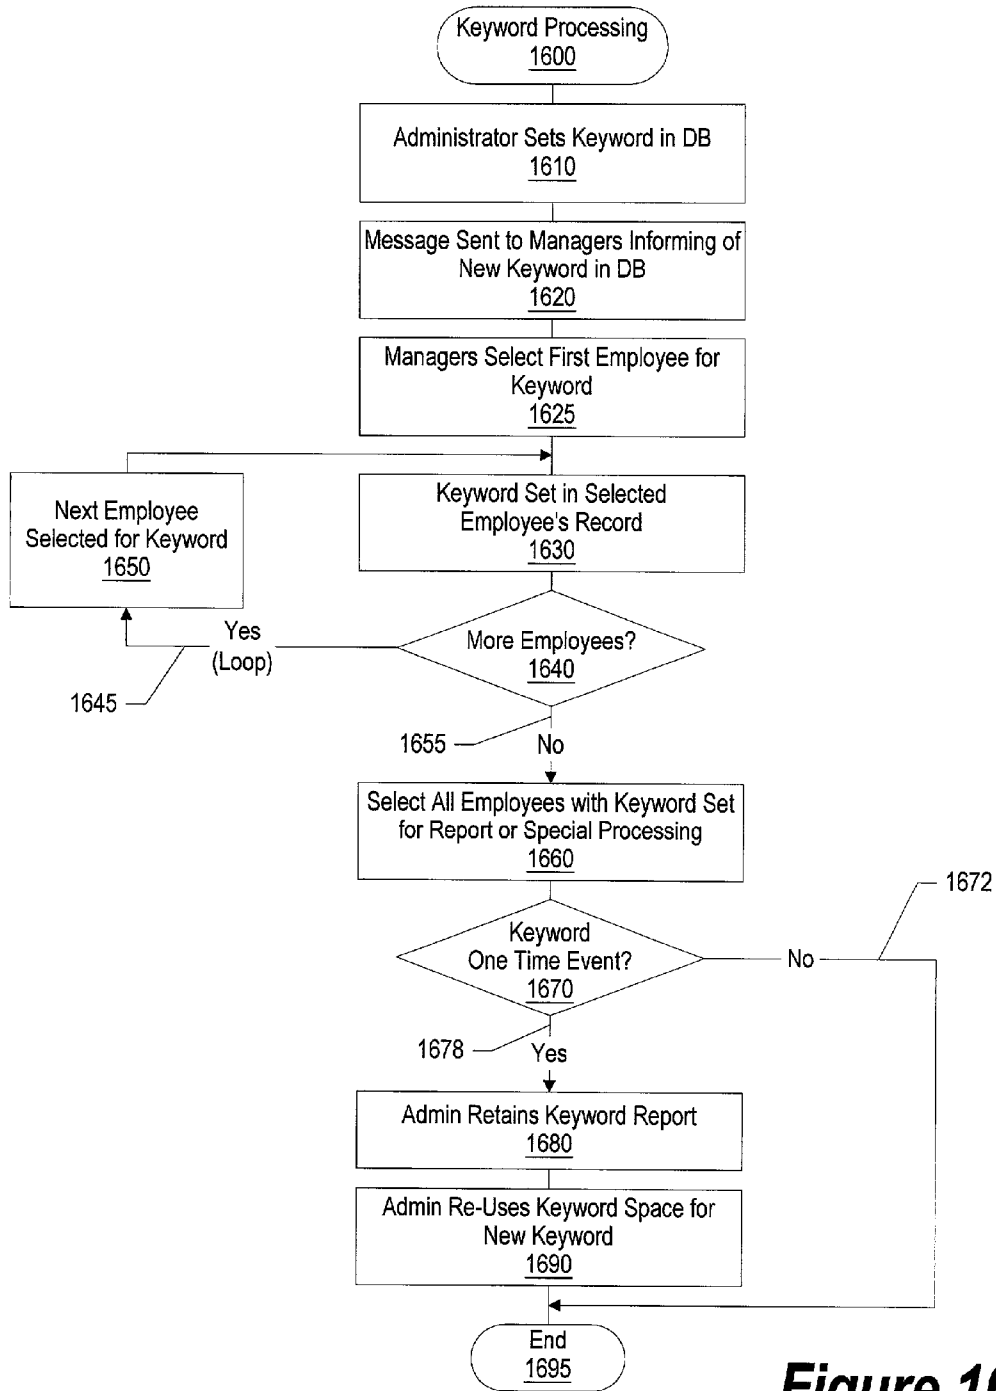 Keyword Processing
1600
Administrator Sets Keyword in DB
1610
Message Sent to Managers Informing of
New Keyword in DB
1620
Managers Select First Employee for
Keyword
1625
Next Employee
Selected for Keyword
1650
Keyword Set in Selected
Employee's Record
1630
Yes
(Loop)
More Employees?
1640
1645
1655
No
Select All Employees with Keyword Set
for Report or Special Processing
1660
1672
Keyword
One Time Event?
1670
No
1678
Yes
Admin Retains Keyword Report
1680
Admin Re-Uses Keyword Space for
New Keyword
1690
End
1695
Figure